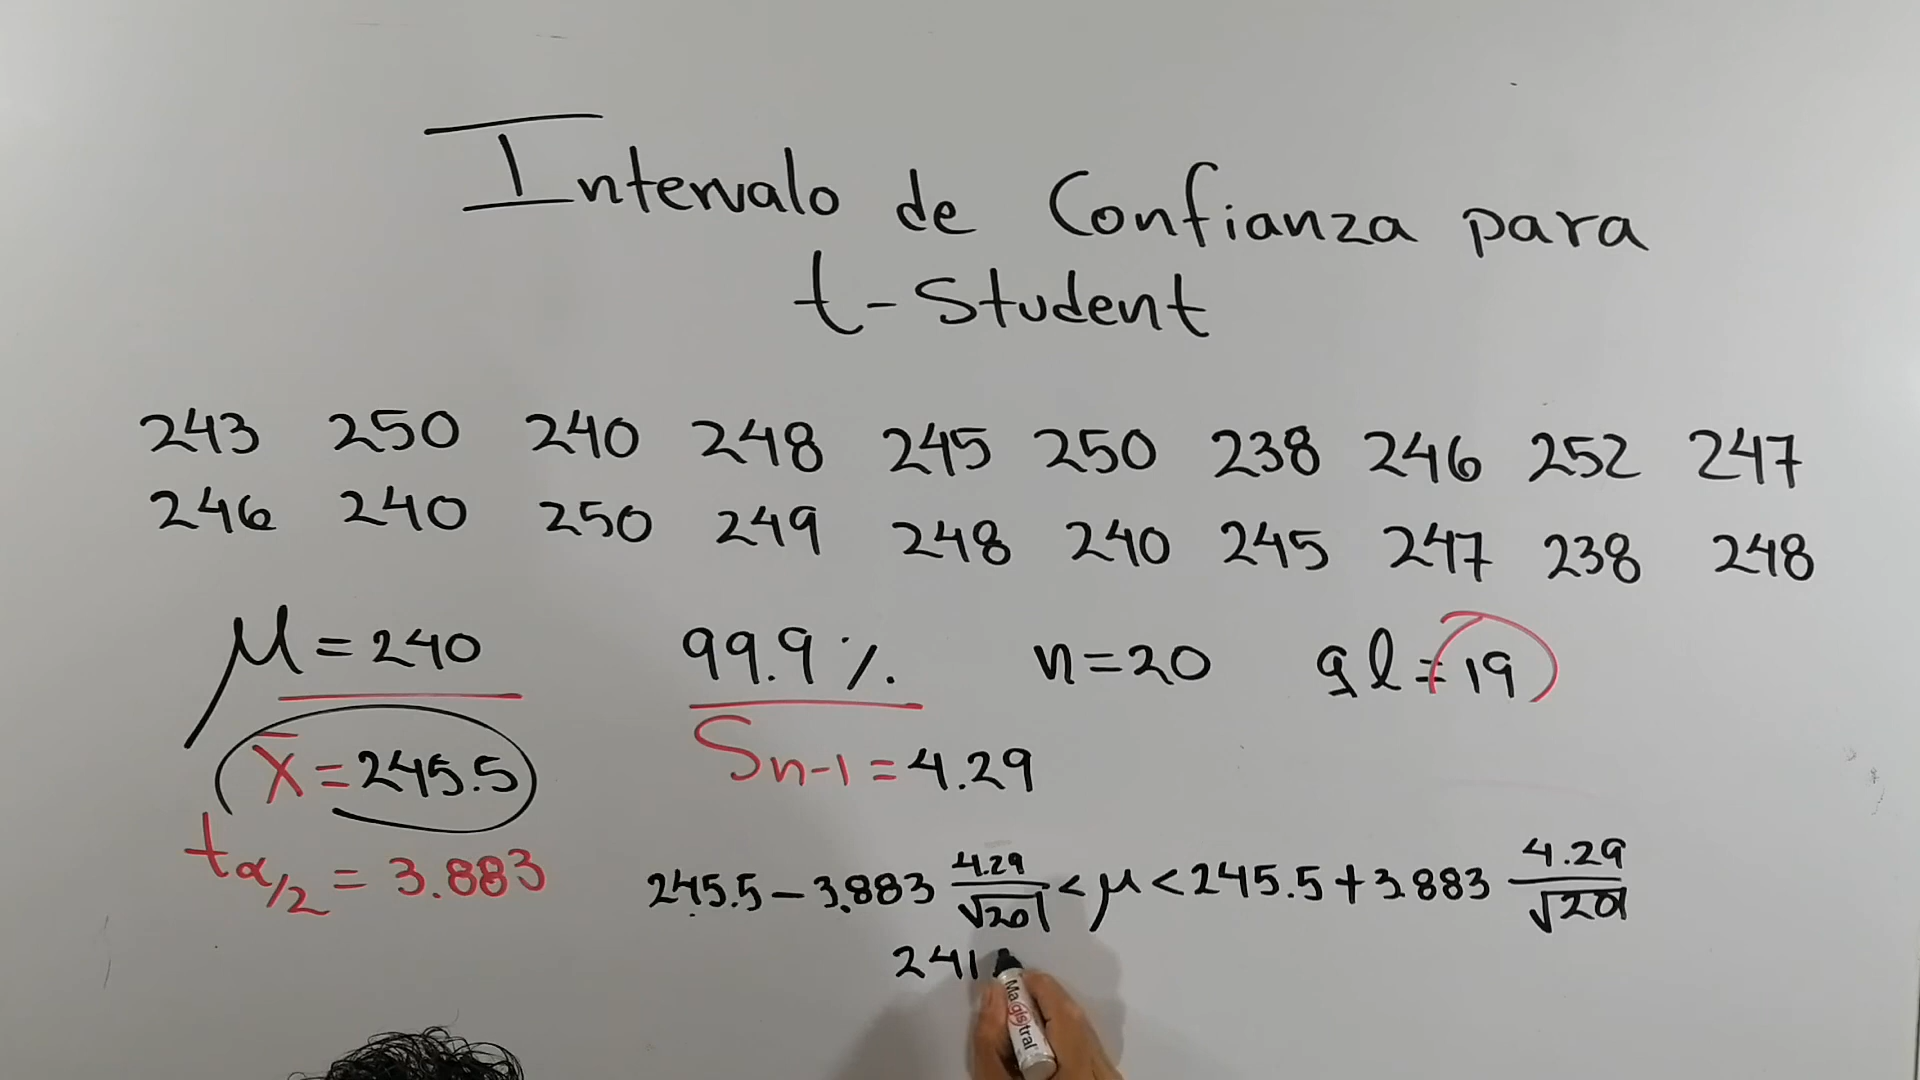 Intervalo de Confianza para
t-Student
243 250 240 248 245 250 238 246 252 247
246 240 250 249 248 240 245 247 238 248
μ=240 99.9% n=20 gl=19
x̄=245.5 Sn-1=4.29
tα/2=3.883
245.5-3.883 4.29/√20 <μ<245.5+3.883 4.29/√20
241
Magistral